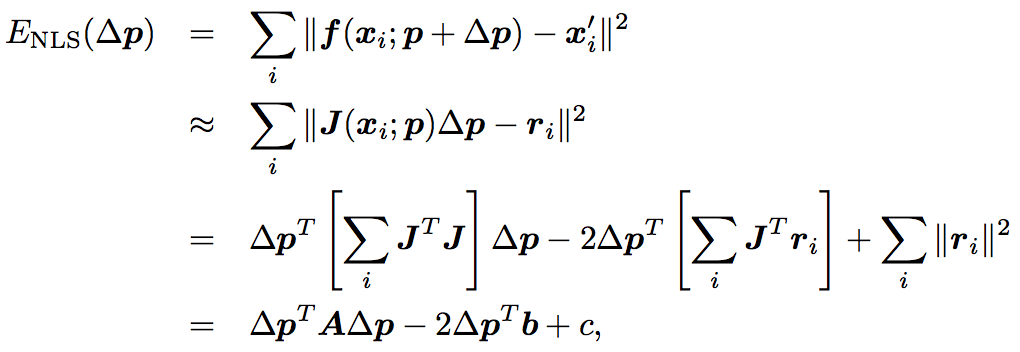 E_NLS(Δp) = ∑_i ‖f(x_i; p + Δp) − x′_i‖²
≈ ∑_i ‖J(x_i; p)Δp − r_i‖²
= Δp^T [∑_i J^T J] Δp − 2Δp^T [∑_i J^T r_i] + ∑_i ‖r_i‖²
= Δp^T AΔp − 2Δp^T b + c,